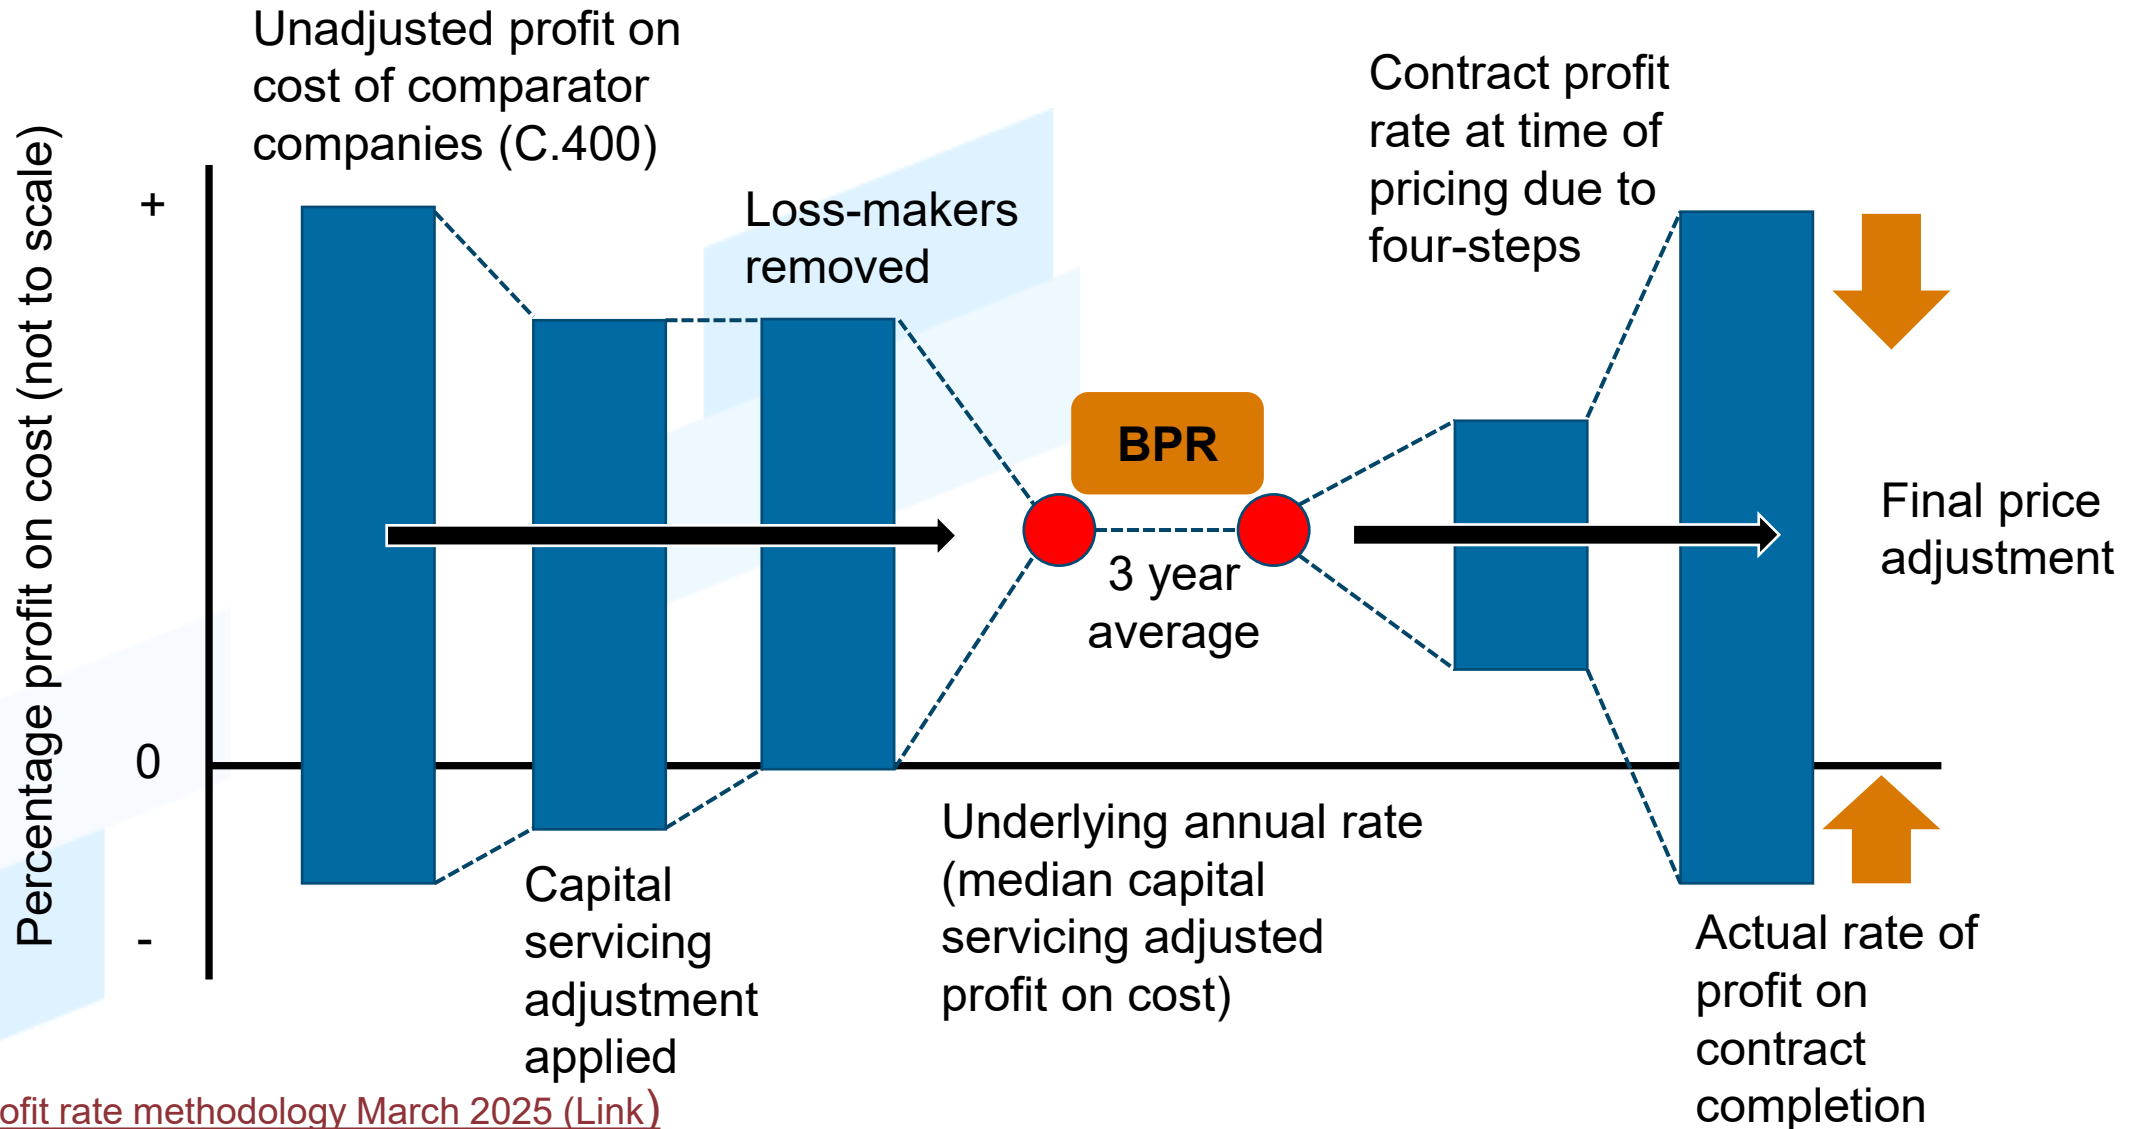 Percentage profit on cost (not to scale)
+
0
-
Unadjusted profit on
cost of comparator
companies (C.400)
Capital
servicing
adjustment
applied
Loss-makers
removed
BPR
3 year
average
Underlying annual rate
(median capital
servicing adjusted
profit on cost)
Contract profit
rate at time of
pricing due to
four-steps
Actual rate of
profit on
contract
completion
Final price
adjustment
ofit rate methodology March 2025 (Link)